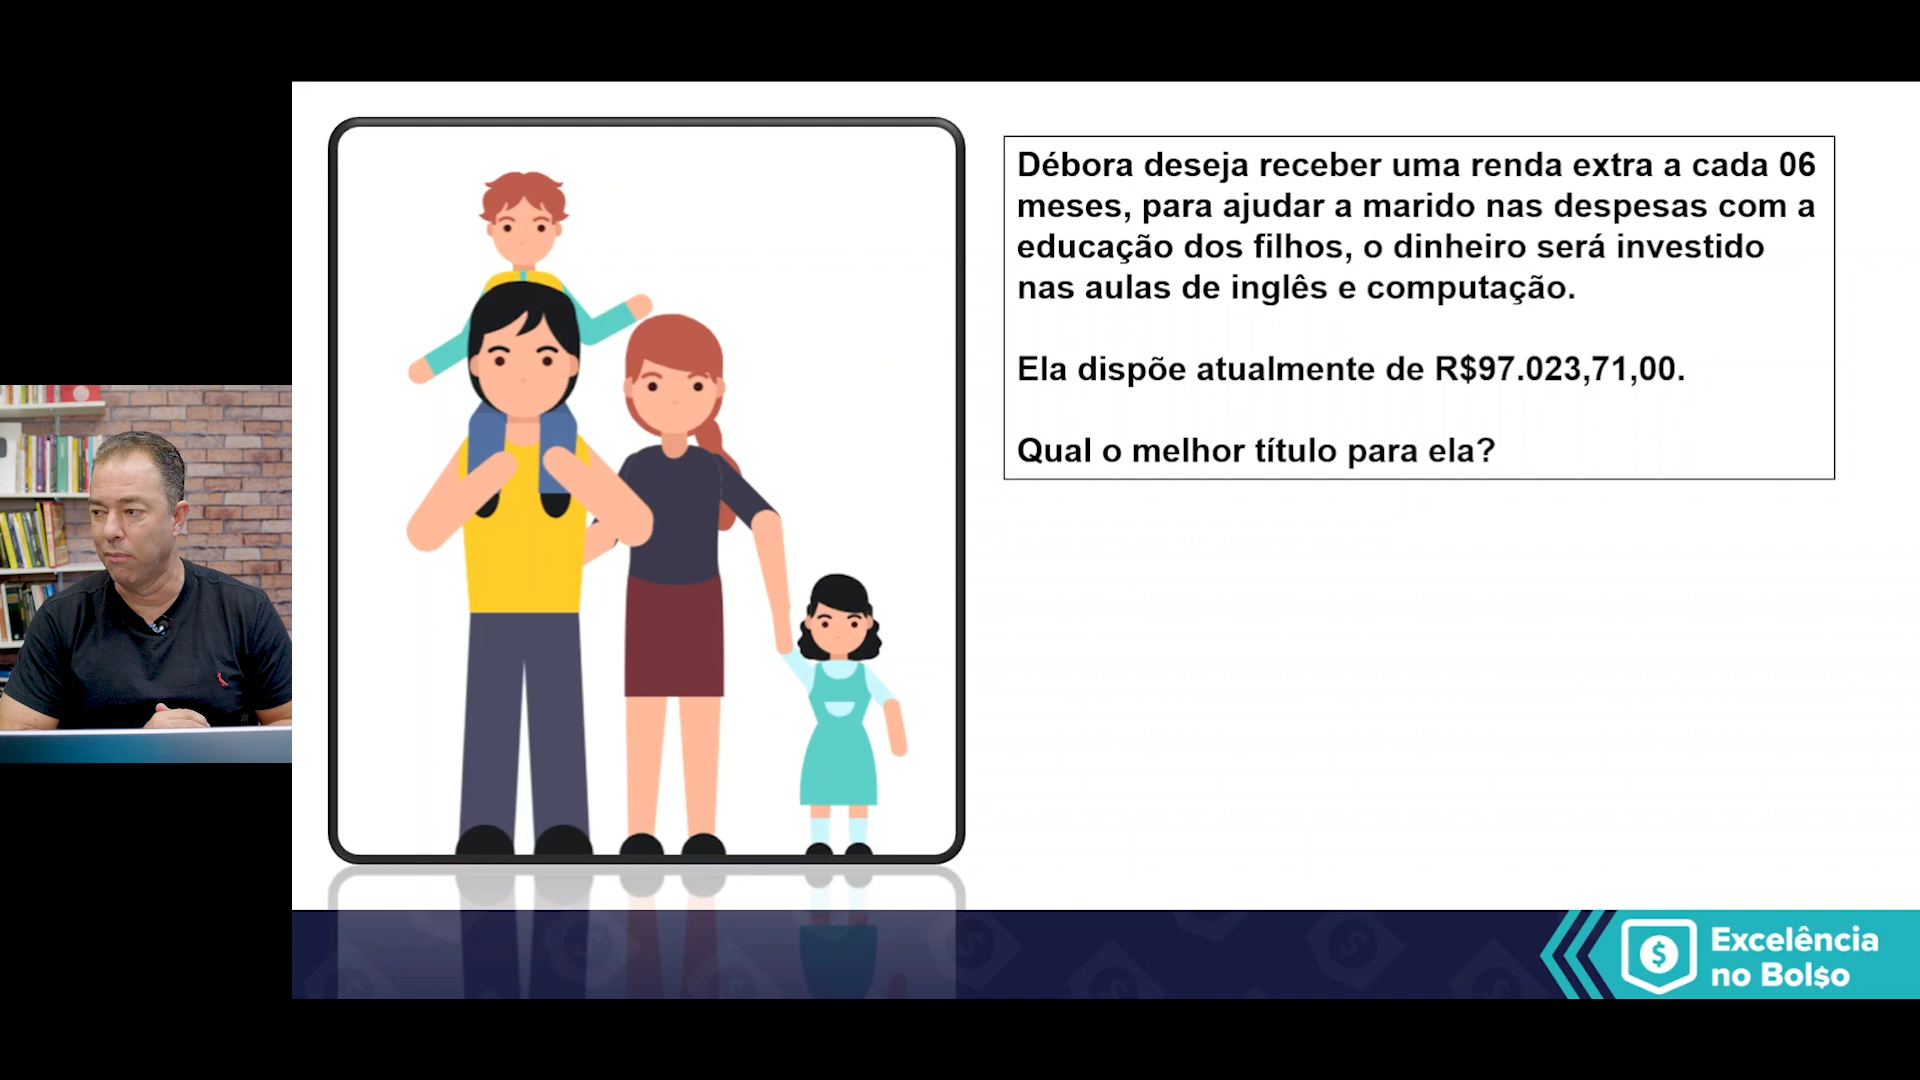 Débora deseja receber uma renda extra a cada 06
meses, para ajudar a marido nas despesas com a
educação dos filhos, o dinheiro será investido
nas aulas de inglês e computação.
Ela dispõe atualmente de R$97.023,71,00.
Qual o melhor título para ela?
$
Excelência
no Bol$o